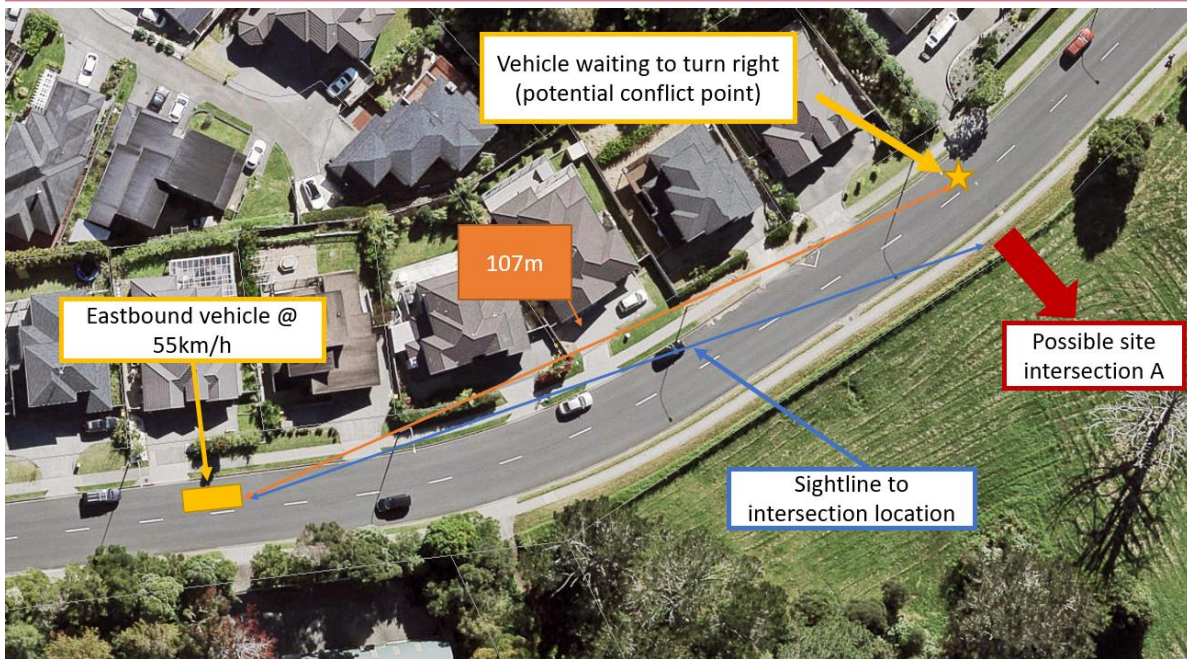 Vehicle waiting to turn right
(potential conflict point)
107m
Eastbound vehicle @
55km/h
Possible site
intersection A
Sightline to
intersection location